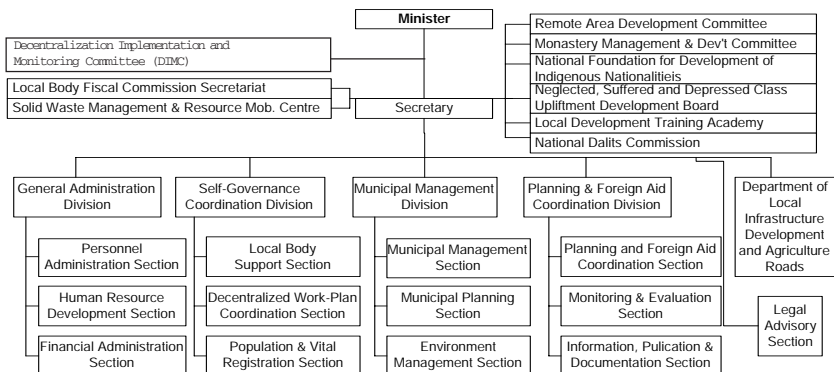 Minister
Decentralization Implementation and
Monitoring Committee (DIMC)
Local Body Fiscal Commission Secretariat
Solid Waste Management & Resource Mob. Centre
Secretary
Remote Area Development Committee
Monastery Management & Dev't Committee
National Foundation for Development of
Indigenous Nationalitieis
Neglected, Suffered and Depressed Class
Upliftment Development Board
Local Development Training Academy
National Dalits Commission
General Administration
Division
Personnel
Administration Section
Human Resource
Development Section
Financial Administration
Section
Self-Governance
Coordination Division
Local Body
Support Section
Decentralized Work-Plan
Coordination Section
Population & Vital
Registration Section
Municipal Management
Division
Municipal Management
Section
Municipal Planning
Section
Environment
Management Section
Planning & Foreign Aid
Coordination Division
Planning and Foreign Aid
Coordination Section
Monitoring & Evaluation
Section
Information, Pulication &
Documentation Section
Department of
Local
Infrastructure
Development
and Agriculture
Roads
Legal
Advisory
Section